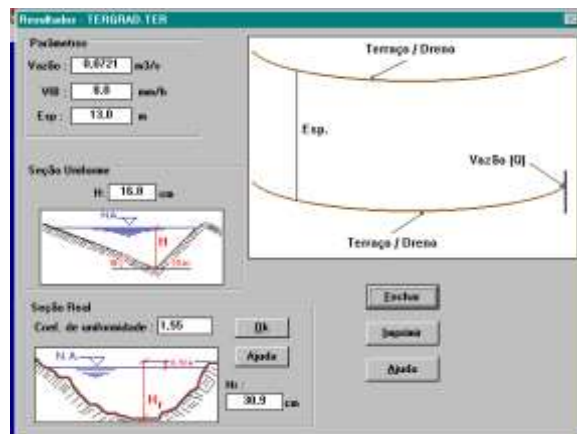 Resultados - TERGRAD.TER
Parâmetros
Vazão : 0,0721 m3/s
VIB : 8.8 mm/h
Esp : 13,0 m
Terraço / Dreno
Esp.
Vazão (Q)
Terraço / Dreno
Seção Uniforme
H: 16,8 cm
N.A.
H
Seção Real
Coef. de uniformidade : 1,55
Ok
Ajuda
N.A.
Hr
Hr :
30,9 cm
Fechar
Imprimir
Ajuda